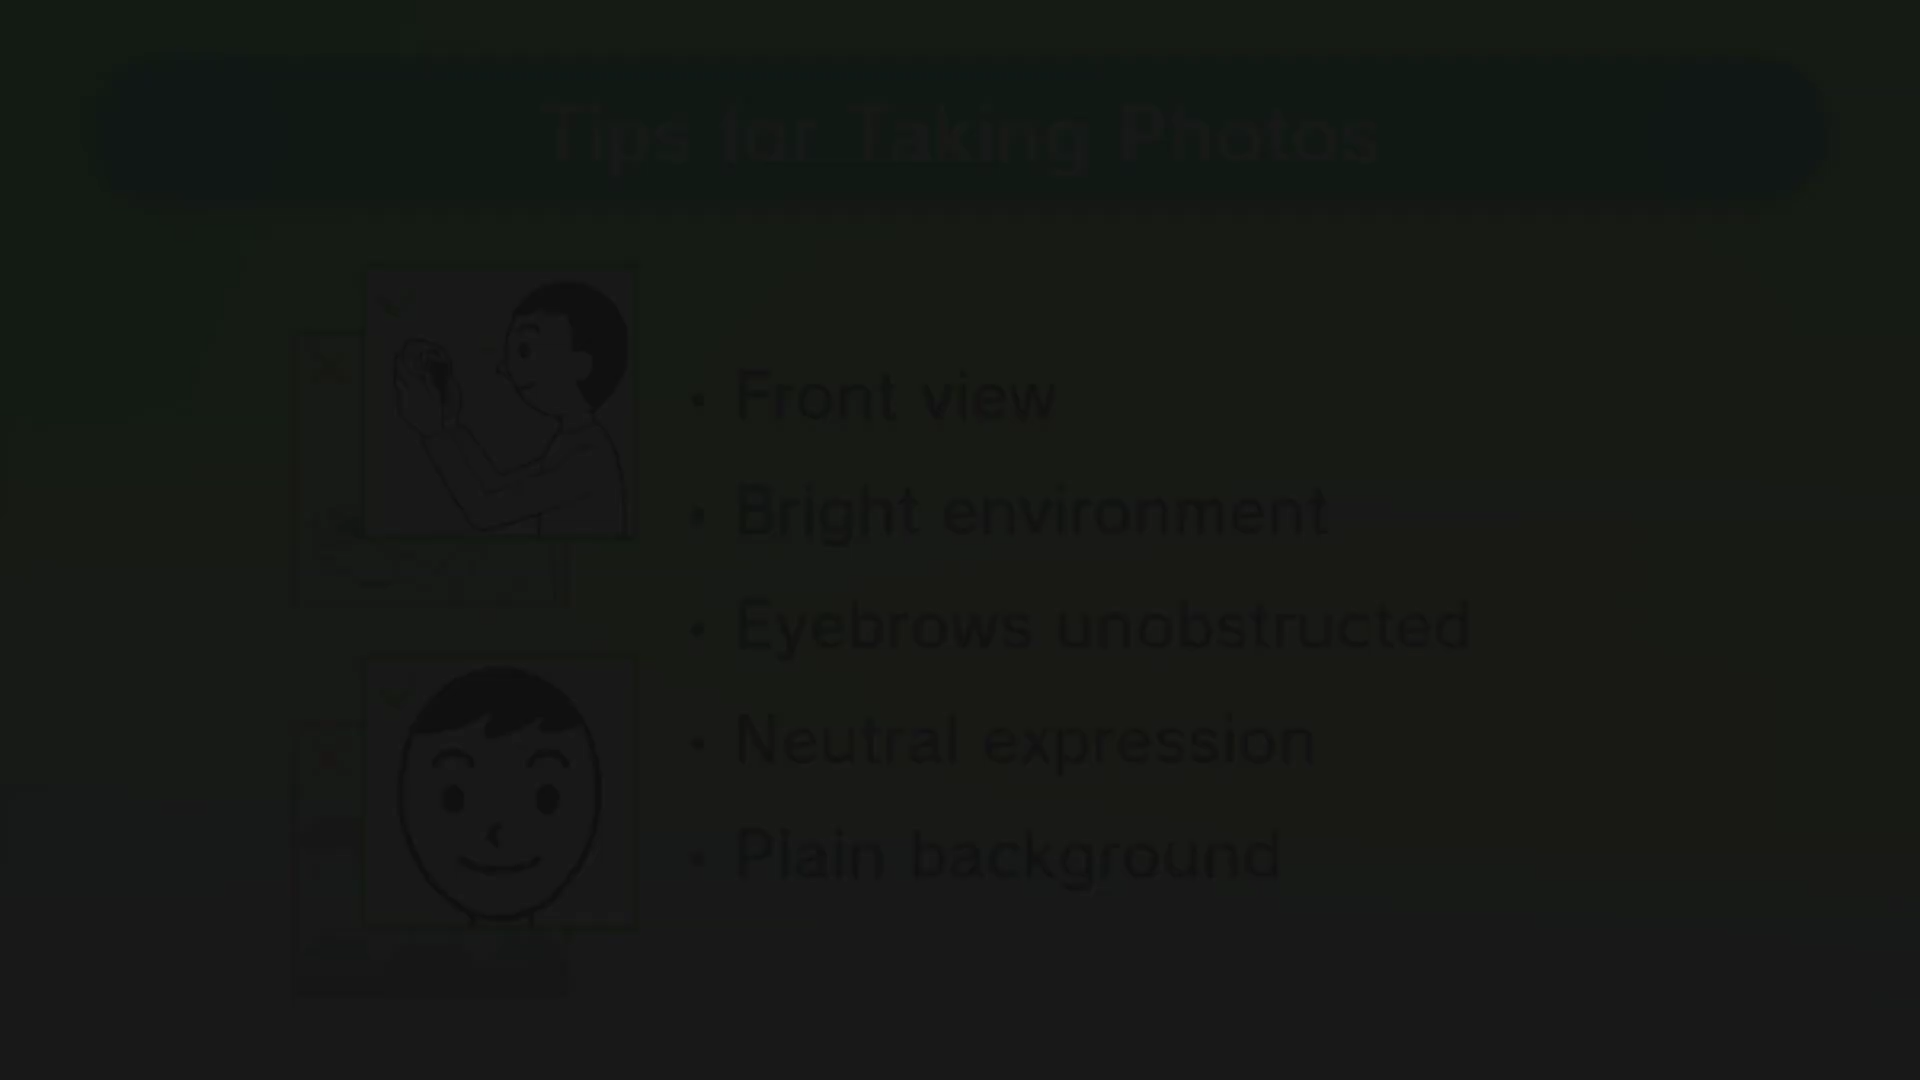 Tips for Taking Photos
• Front view
• Bright environment
• Eyebrows unobstructed
• Neutral expression
• Plain background